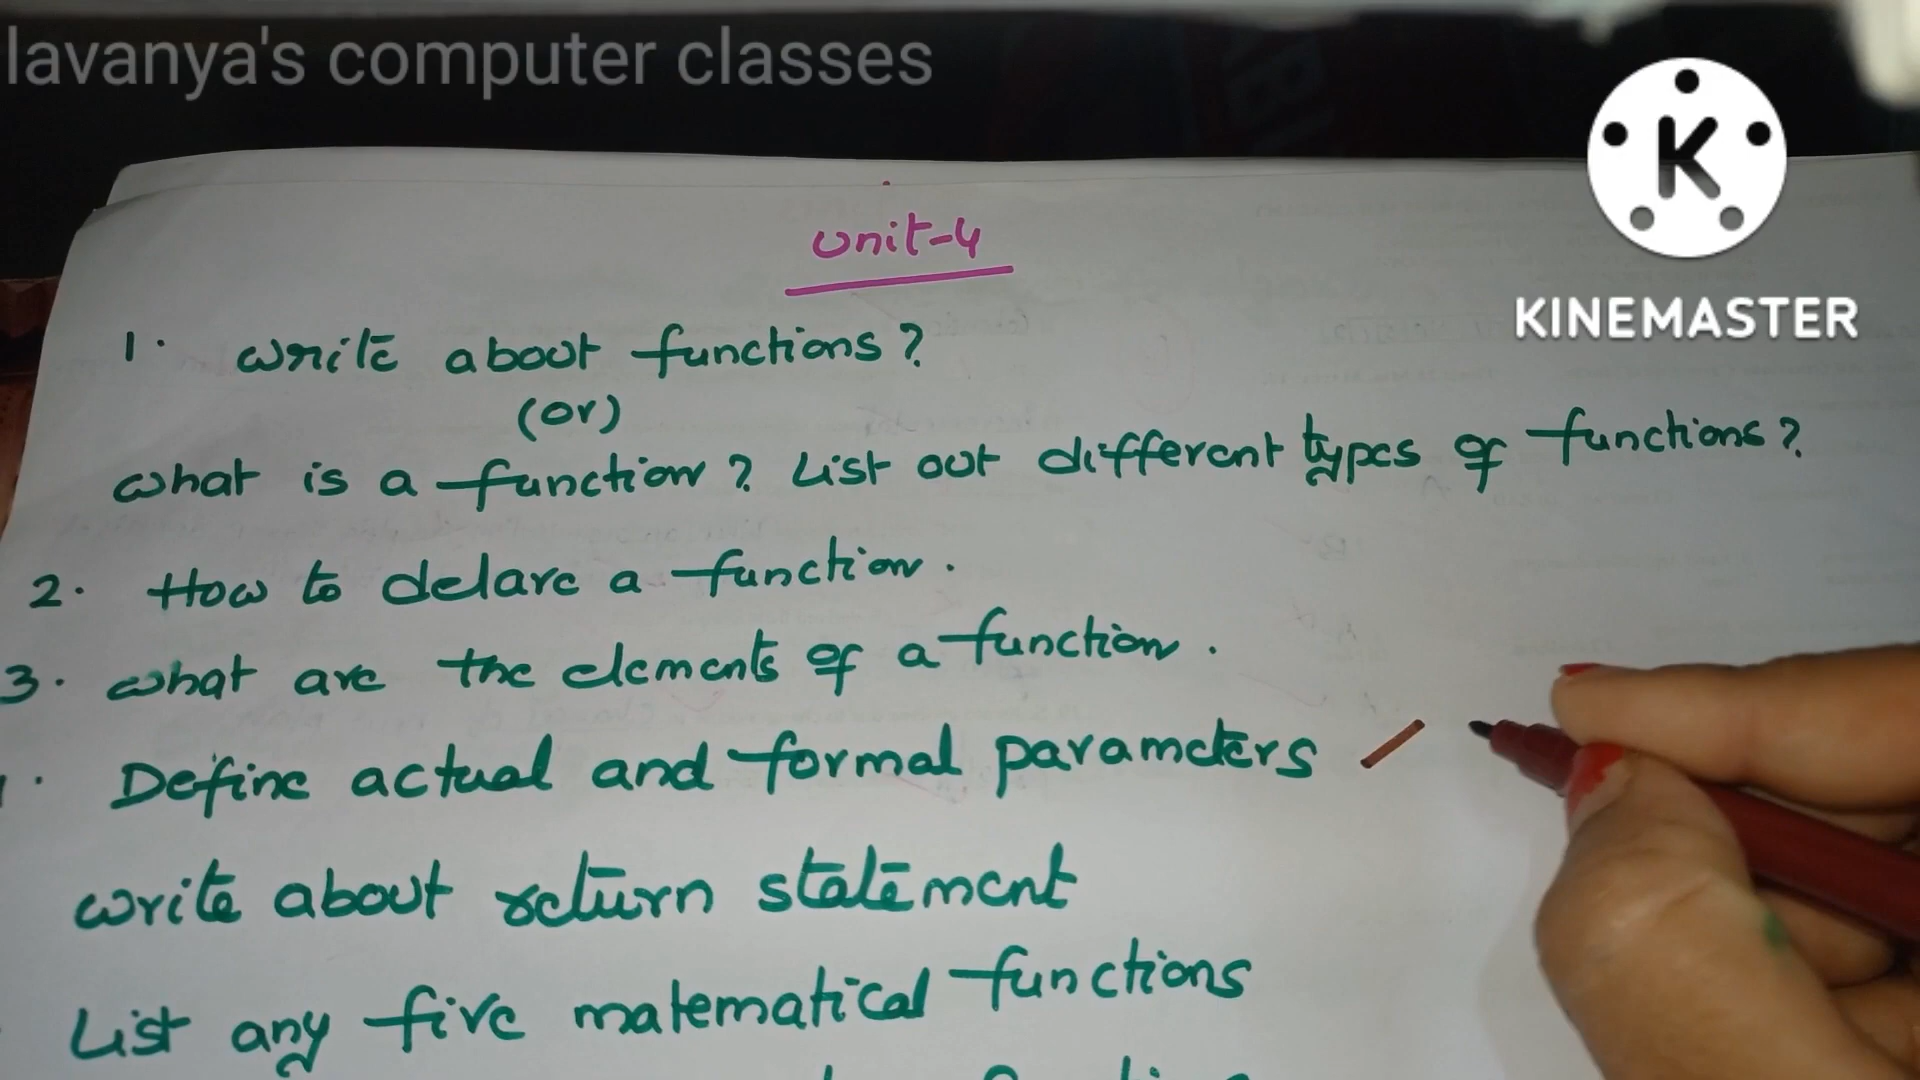 lavanya's computer classes
K
KINEMASTER
Unit-4
1. write about functions?
(or)
what is a function? List out different types of functions?
2. How to delare a function.
3. what are the elements of a function.
Define actual and formal parameters
write about return statement
List any five matematical functions